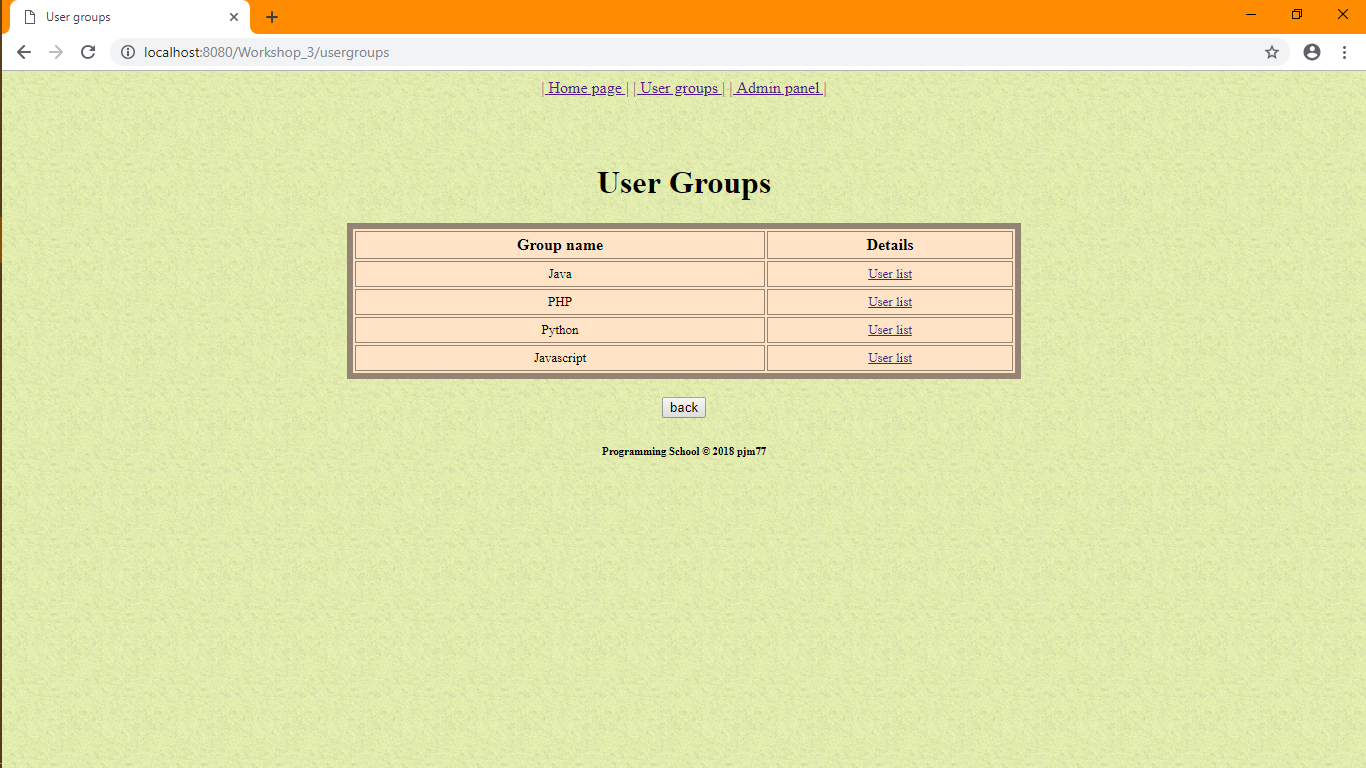 User groups
localhost:8080/Workshop_3/usergroups
| Home page | | User groups | | Admin panel |
User Groups
Group name Details
Java User list
PHP User list
Python User list
Javascript User list
back
Programming School © 2018 pjm77